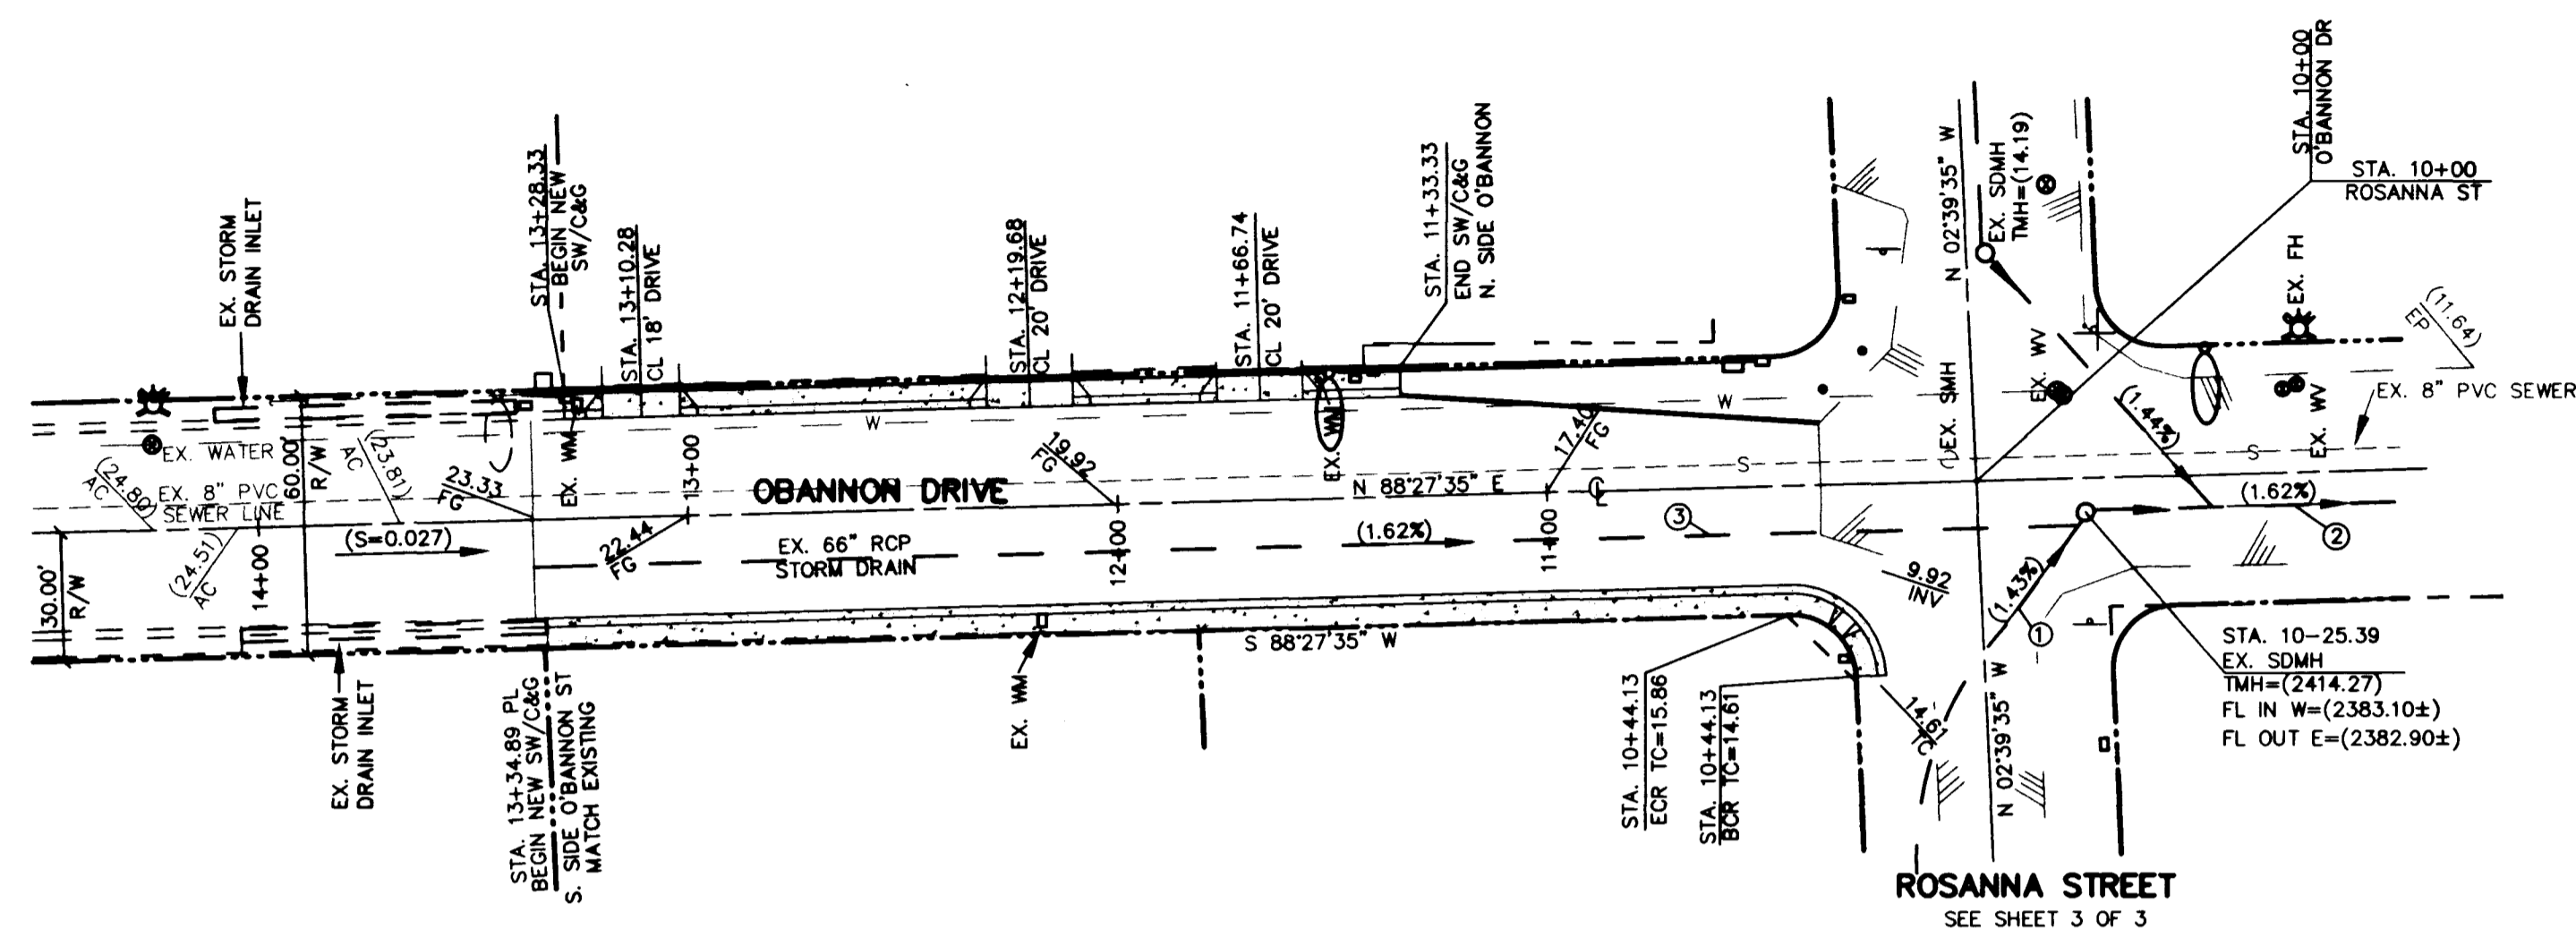 EX. STORM
DRAIN INLET
STA. 13+28.33
BEGIN NEW
SW/C&G
STA. 13+10.28
CL 18' DRIVE
STA. 12+19.68
CL 20' DRIVE
STA. 11+66.74
CL 20' DRIVE
STA. 11+33.33
END SW/C&G
N. SIDE O'BANNON
N 02°39'35" W
EX. SDMH
TMH=(14.19)
STA. 10+00
O'BANNON DR
STA. 10+00
ROSANNA ST
EX. FH
(11.64)
EP
EX. WV
EX. WV
EX. SMH
EX. 8" PVC SEWER
EX. WATER
(24.80)
AC
EX. 8" PVC
SEWER LINE
60.00'
R/W
(23.81)
AC
23.33
FG
EX. WM
13+00
W
OBANNON DRIVE
19.92
FG
EX. WM
N 88°27'35" E
17.40
FG
W
S
S
(1.44%)
(1.62%)
30.00'
R/W
(24.51)
AC
14+00
(S=0.027)
22.44
FG
EX. 66" RCP
STORM DRAIN
12+00
(1.62%)
11+00
3
2
9.92
INV
(1.43%)
1
S 88°27'35" W
EX. STORM
DRAIN INLET
STA. 13+34.89 PL
BEGIN NEW SW/C&G
S. SIDE O'BANNON ST
MATCH EXISTING
EX. WM
STA. 10+44.13
ECR TC=15.86
STA. 10+44.13
BCR TC=14.61
14.61
TC
N 02°39'35" W
STA. 10-25.39
EX. SDMH
TMH=(2414.27)
FL IN W=(2383.10±)
FL OUT E=(2382.90±)
ROSANNA STREET
SEE SHEET 3 OF 3